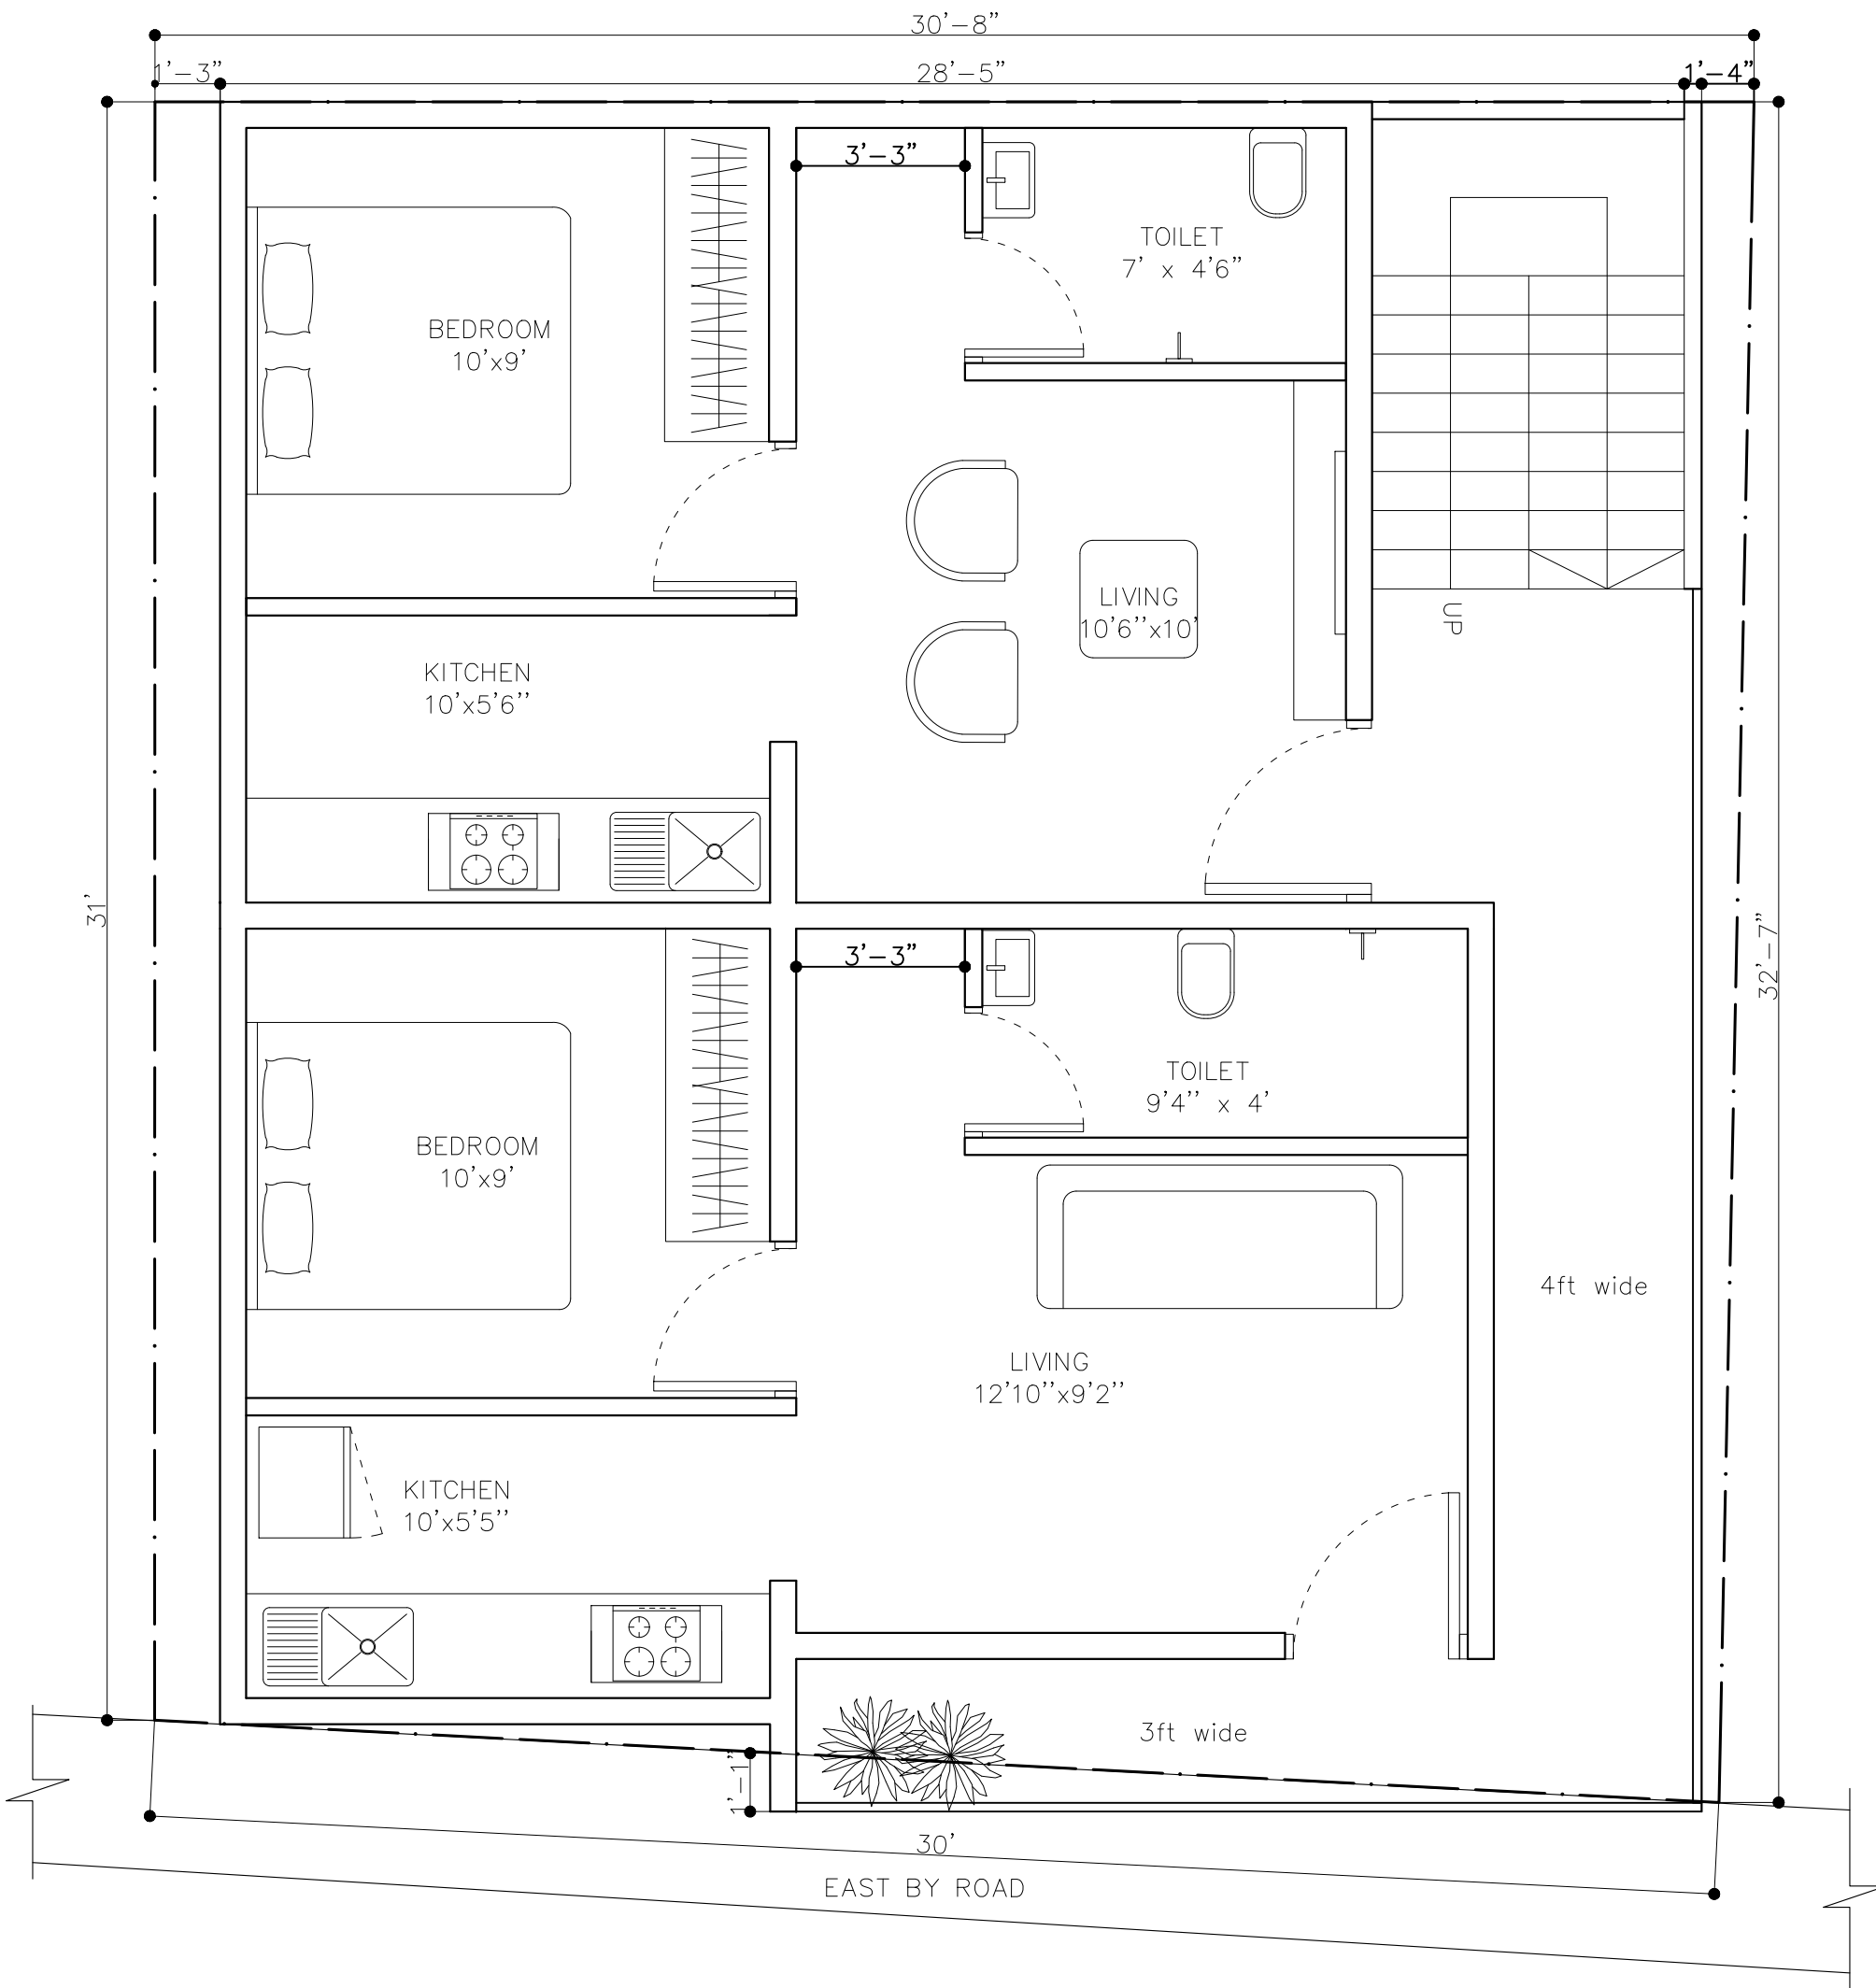 30'-8"
1'-3"
28'-5"
1'-4"
3'-3"
TOILET
7' x 4'6"
BEDROOM
10'x9'
LIVING
10'6''x10'
UP
KITCHEN
10'x5'6''
31'
32'-7"
3'-3"
TOILET
9'4'' x 4'
BEDROOM
10'x9'
4ft wide
LIVING
12'10''x9'2''
KITCHEN
10'x5'5''
3ft wide
1'-1"
30'
EAST BY ROAD